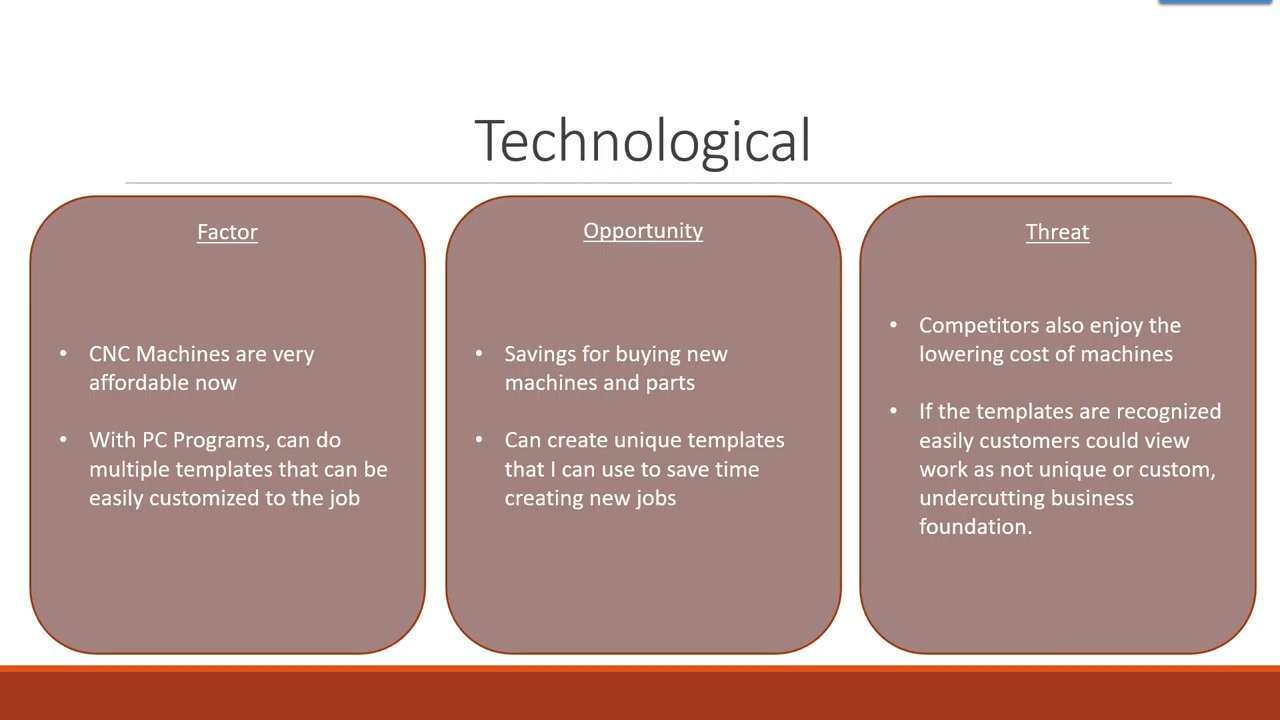 Technological
Factor
• CNC Machines are very
affordable now
• With PC Programs, can do
multiple templates that can be
easily customized to the job
Opportunity
• Savings for buying new
machines and parts
• Can create unique templates
that I can use to save time
creating new jobs
Threat
• Competitors also enjoy the
lowering cost of machines
• If the templates are recognized
easily customers could view
work as not unique or custom,
undercutting business
foundation.